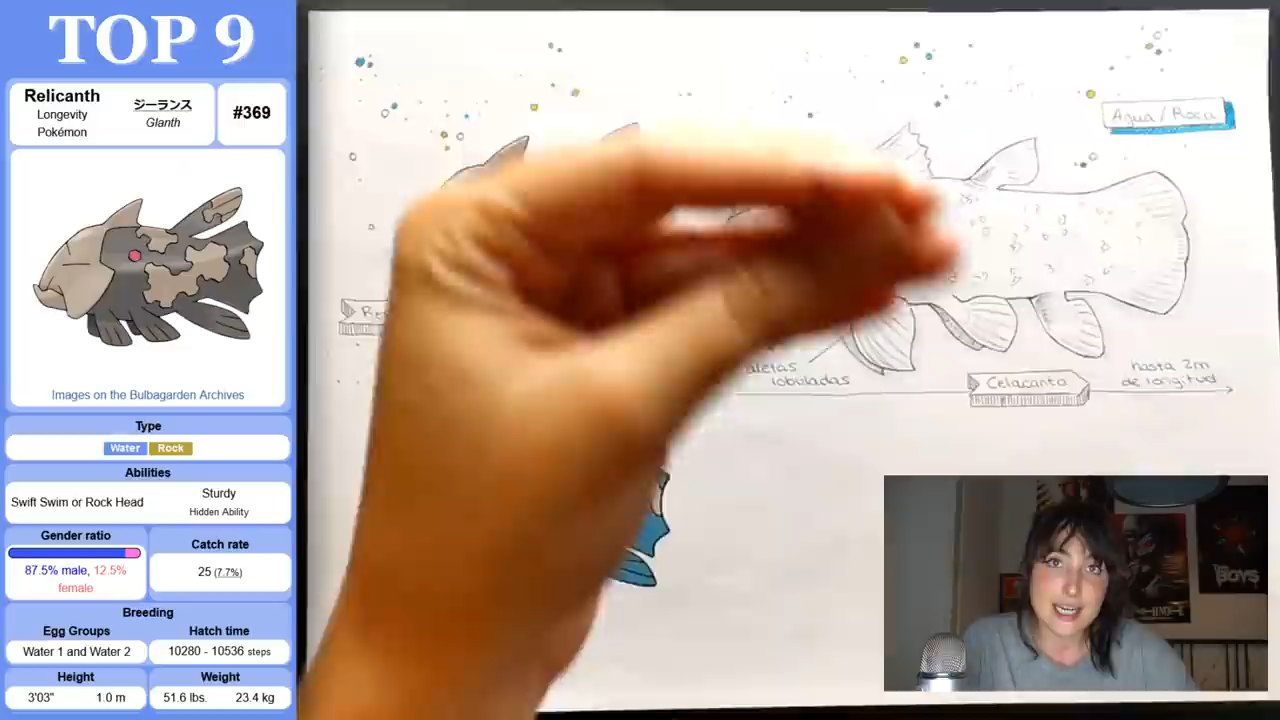 TOP 9
Relicanth
Longevity
Pokémon
ジーランス
Glanth
#369
Images on the Bulbagarden Archives
Type
Water Rock
Abilities
Swift Swim or Rock Head
Sturdy
Hidden Ability
Gender ratio
87.5% male, 12.5%
female
Catch rate
25 (7.7%)
Breeding
Egg Groups
Water 1 and Water 2
Hatch time
10280 - 10536 steps
Height
3'03" 1.0 m
Weight
51.6 lbs. 23.4 kg
Agua / Roca
lobuladas
Celacanto
hasta 2m
de longitud
BOYS